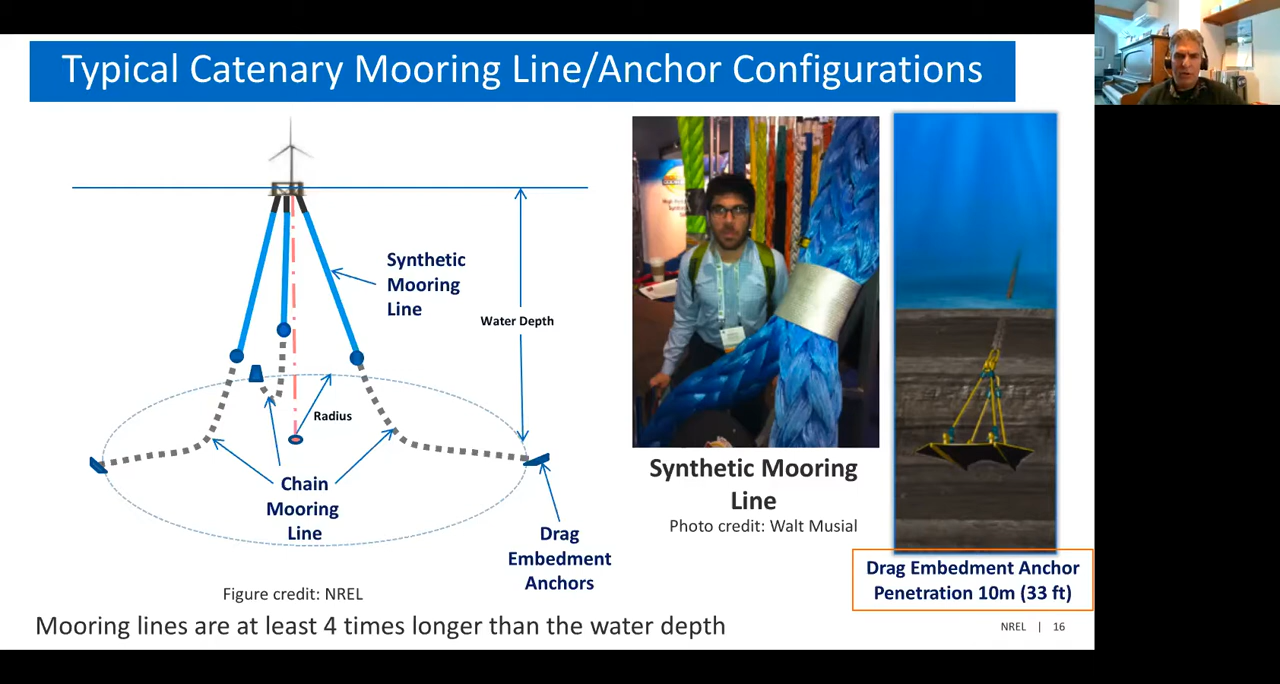 Typical Catenary Mooring Line/Anchor Configurations
Synthetic
Mooring
Line
Water Depth
Radius
Chain
Mooring
Line
Drag
Embedment
Anchors
Figure credit: NREL
Mooring lines are at least 4 times longer than the water depth
Synthetic Mooring
Line
Photo credit: Walt Musial
Drag Embedment Anchor
Penetration 10m (33 ft)
NREL | 16